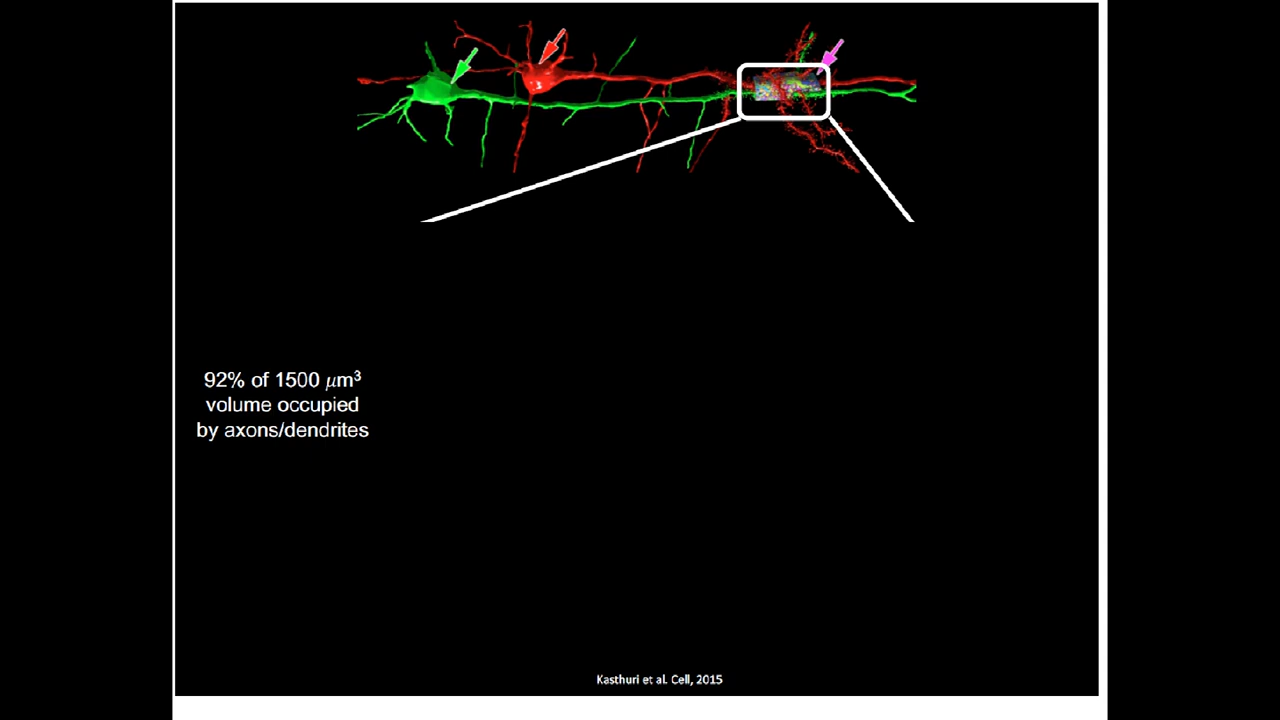 92% of 1500 μm³
volume occupied
by axons/dendrites
Kasthuri et al. Cell, 2015